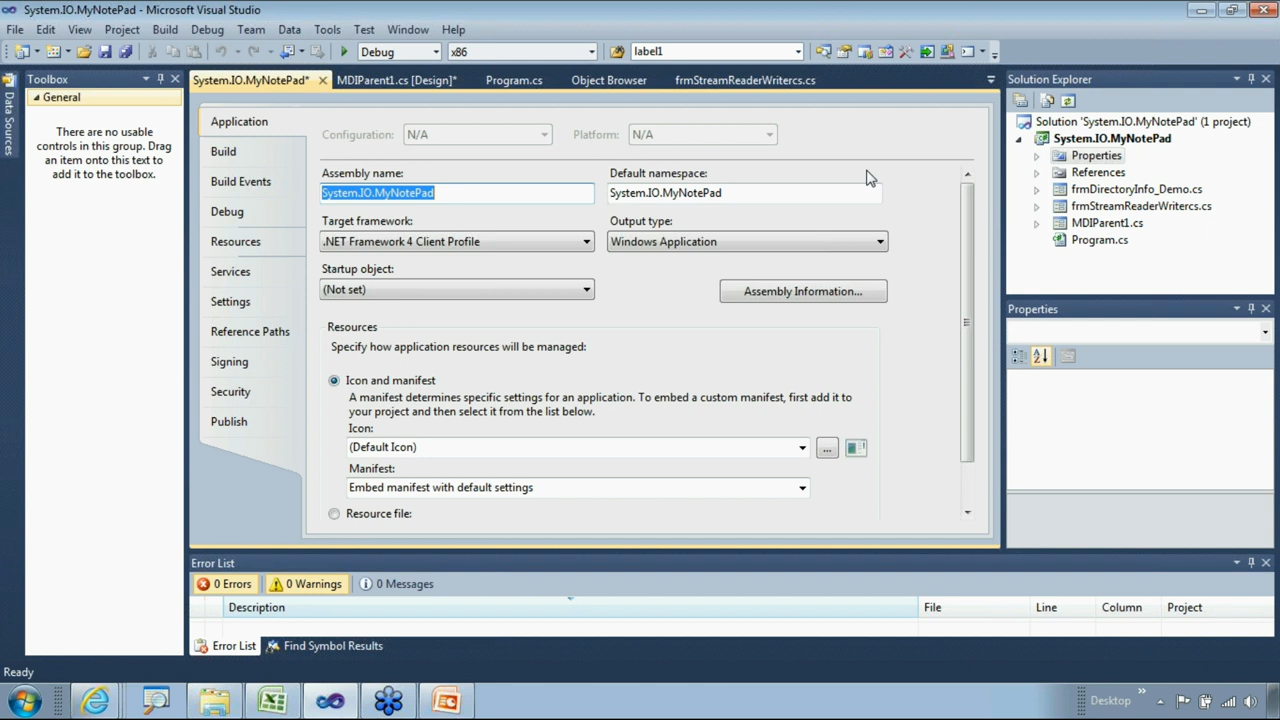 System.IO.MyNotePad - Microsoft Visual Studio
File Edit View Project Build Debug Team Data Tools Test Window Help
Debug x86 label1
Data Sources
Toolbox
General
There are no usable
controls in this group. Drag
an item onto this text to
add it to the toolbox.
System.IO.MyNotePad* MDIParent1.cs [Design]* Program.cs Object Browser frmStreamReaderWritercs.cs
Application
Build
Build Events
Debug
Resources
Services
Settings
Reference Paths
Signing
Security
Publish
Configuration: N/A Platform: N/A
Assembly name: Default namespace:
System.IO.MyNotePad System.IO.MyNotePad
Target framework: Output type:
.NET Framework 4 Client Profile Windows Application
Startup object:
(Not set) Assembly Information...
Resources
Specify how application resources will be managed:
Icon and manifest
A manifest determines specific settings for an application. To embed a custom manifest, first add it to
your project and then select it from the list below.
Icon:
(Default Icon) ...
Manifest:
Embed manifest with default settings
Resource file:
Solution Explorer
Solution 'System.IO.MyNotePad' (1 project)
System.IO.MyNotePad
Properties
References
frmDirectoryInfo_Demo.cs
frmStreamReaderWritercs.cs
MDIParent1.cs
Program.cs
Properties
Error List
0 Errors 0 Warnings 0 Messages
Description File Line Column Project
Error List Find Symbol Results
Ready
Desktop